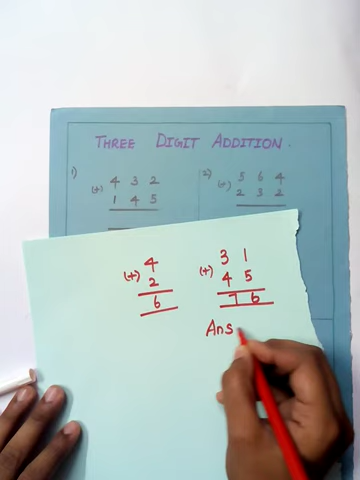 THREE DIGIT ADDITION.
1) 4 3 2
(+) 1 4 5
2) 5 6 4
(+) 2 3 2
4
(+) 2
6
3 1
(+) 4 5
7 6
Ans